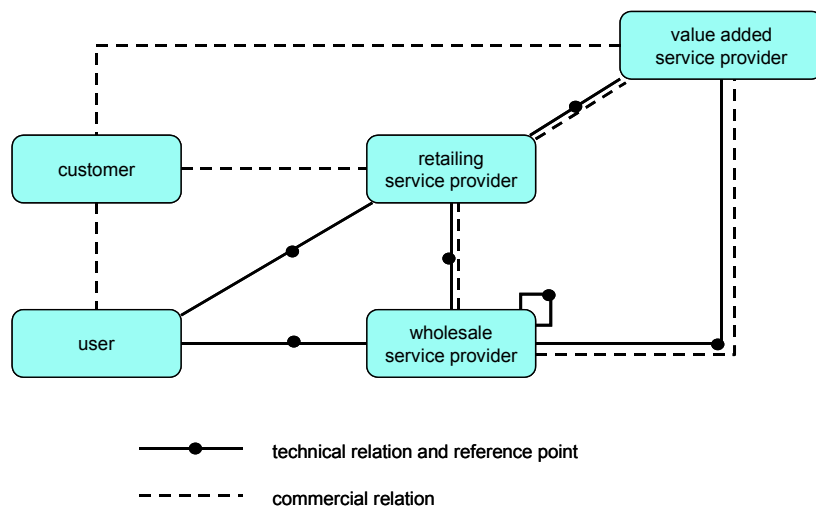 value added
service provider
customer
retailing
service provider
user
wholesale
service provider
technical relation and reference point
commercial relation